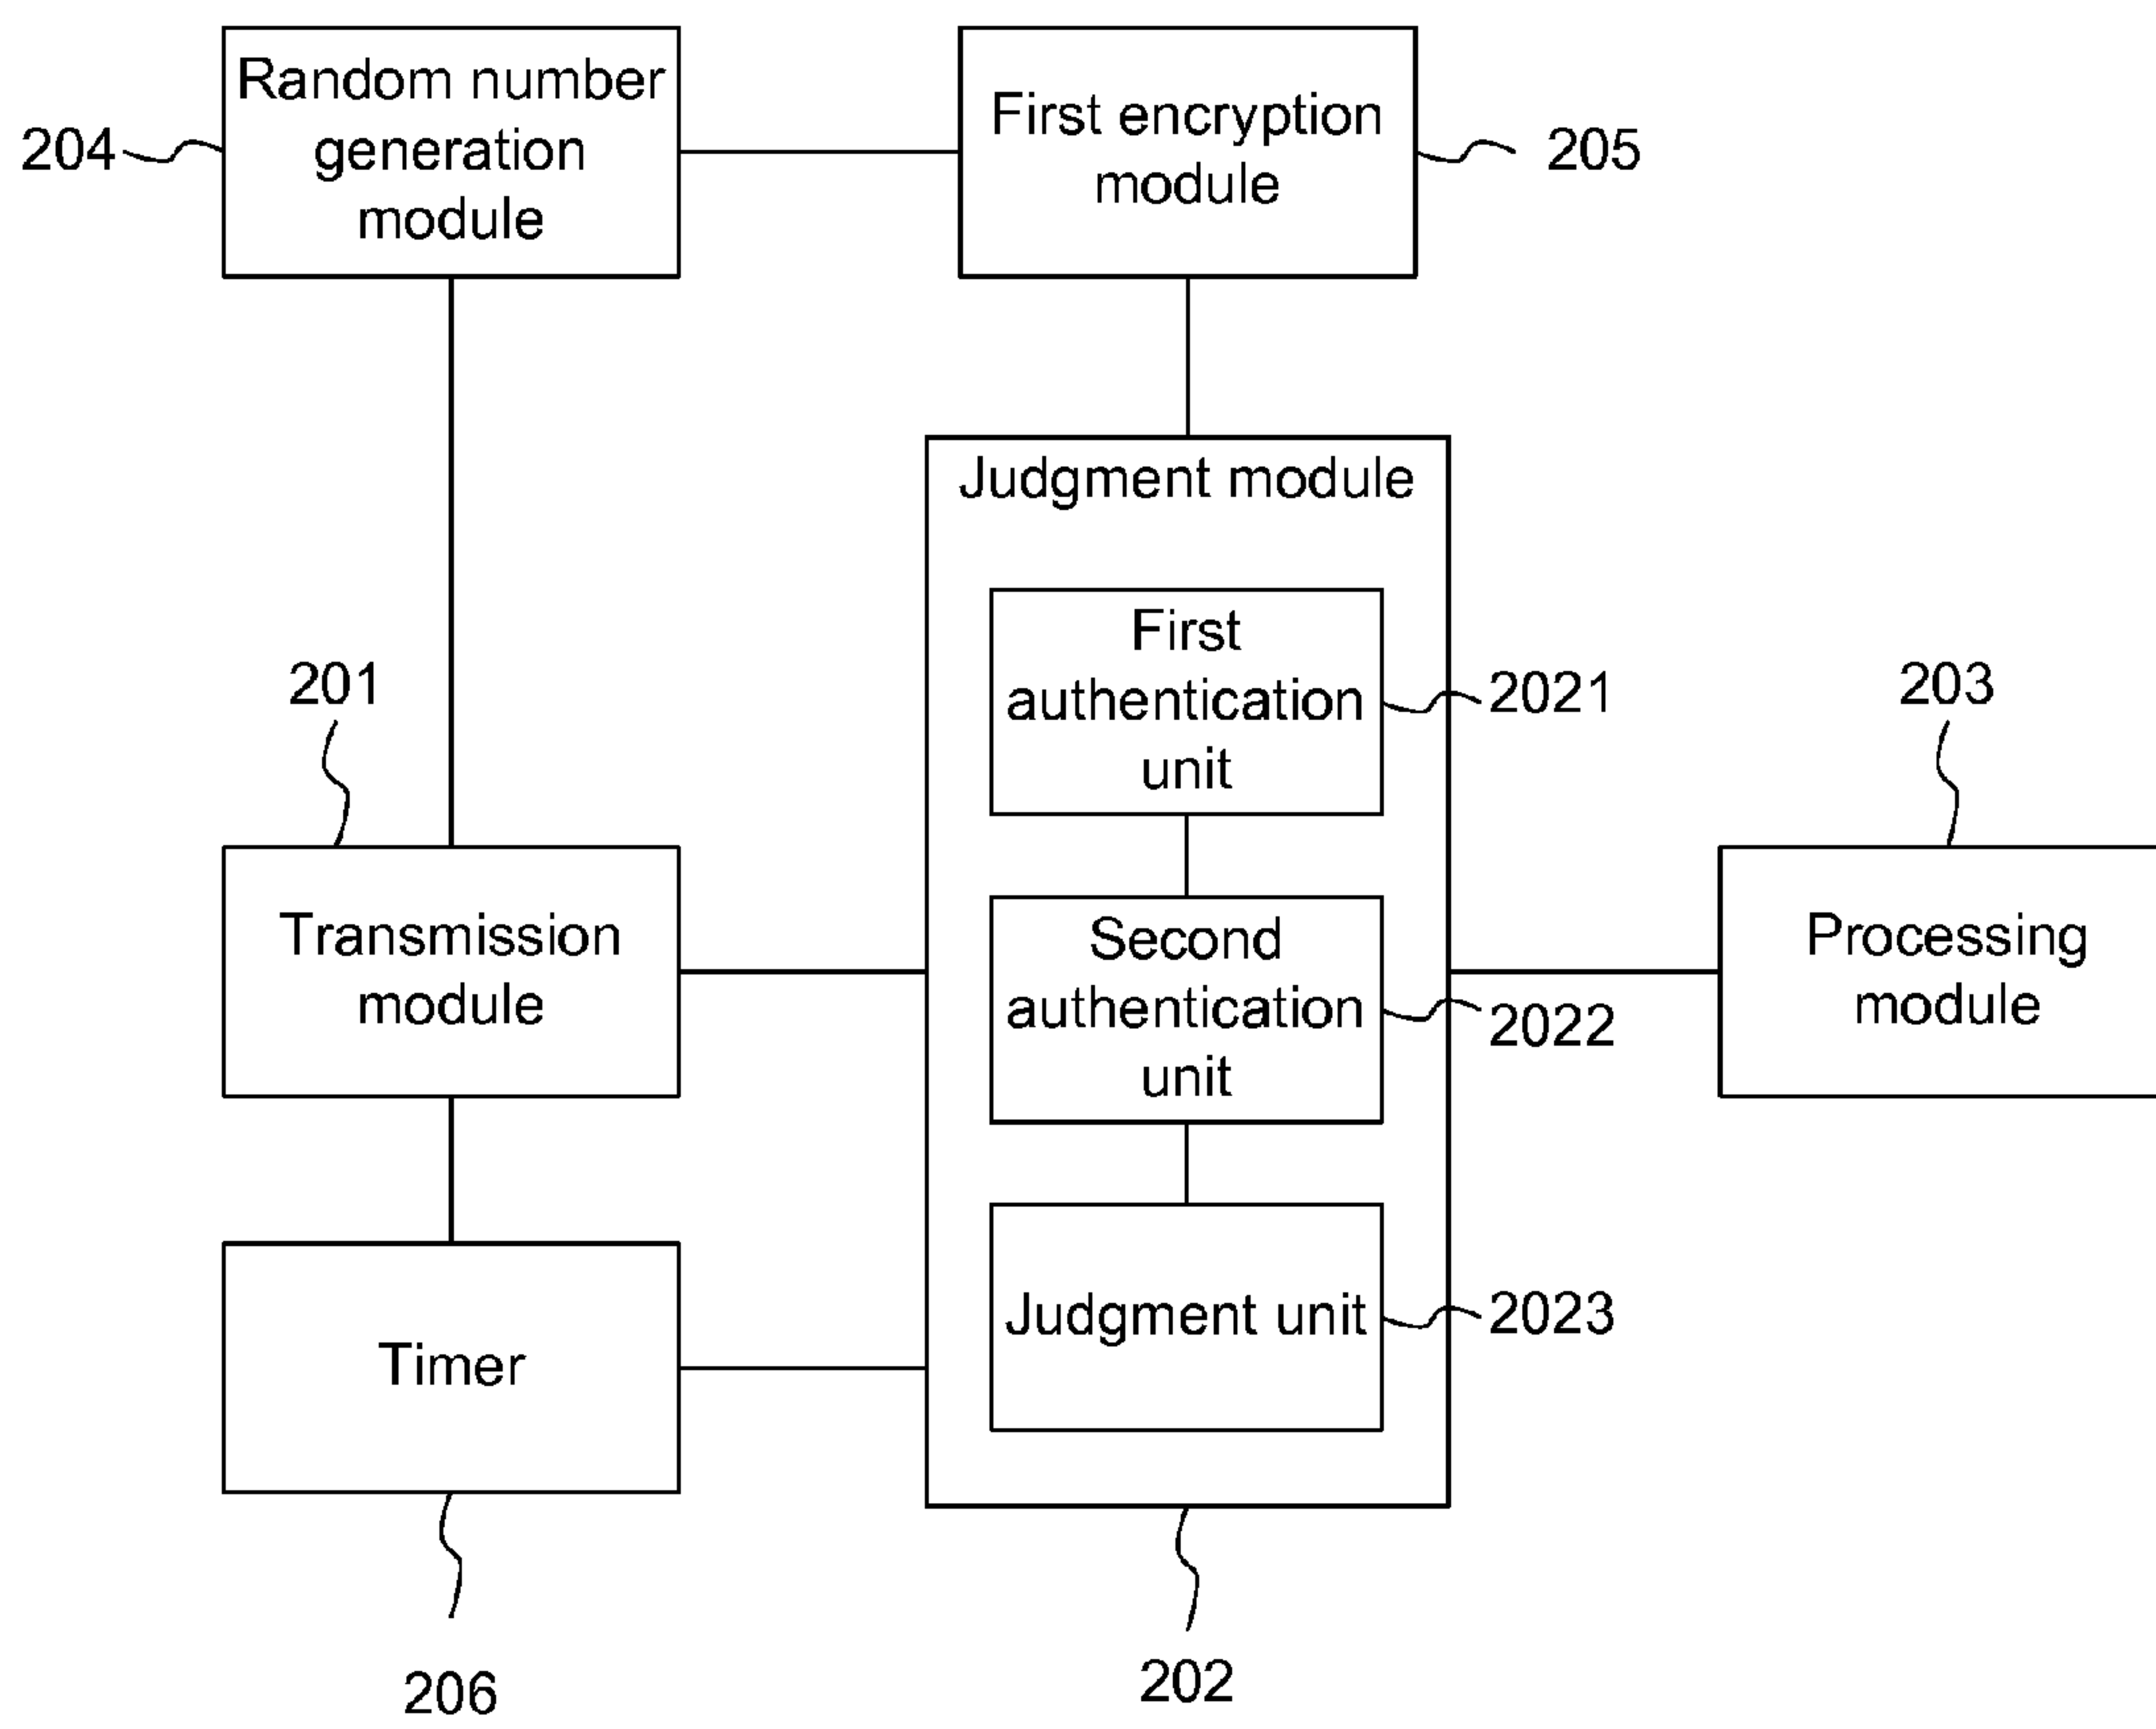 Random number
generation
module
204
First encryption
module
205
Judgment module
First
authentication
unit
2021
201
203
Transmission
module
Second
authentication
unit
2022
Processing
module
Judgment unit
2023
Timer
206
202